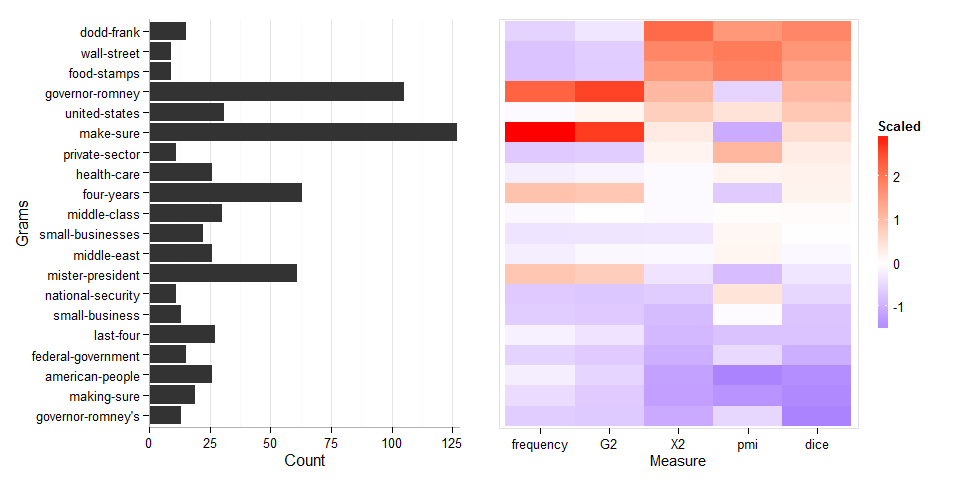 Grams
dodd-frank
wall-street
food-stamps
governor-romney
united-states
make-sure
private-sector
health-care
four-years
middle-class
small-businesses
middle-east
mister-president
national-security
small-business
last-four
federal-government
american-people
making-sure
governor-romney's
0 25 50 75 100 125
Count
frequency G2 X2 pmi dice
Measure
Scaled
2
1
0
-1